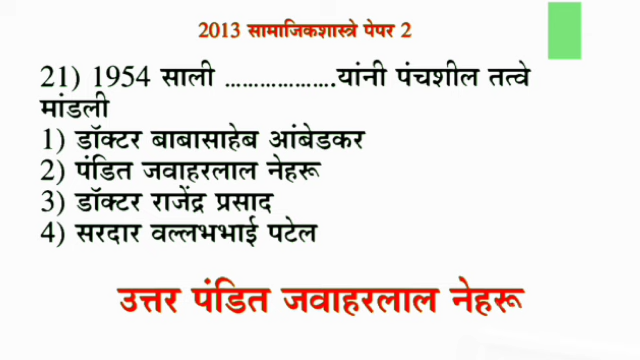 2013 सामाजिकशास्त्रे पेपर 2
21) 1954 साली ...................यांनी पंचशील तत्वे
मांडली
1) डॉक्टर बाबासाहेब आंबेडकर
2) पंडित जवाहरलाल नेहरू
3) डॉक्टर राजेंद्र प्रसाद
4) सरदार वल्लभभाई पटेल
उत्तर पंडित जवाहरलाल नेहरू